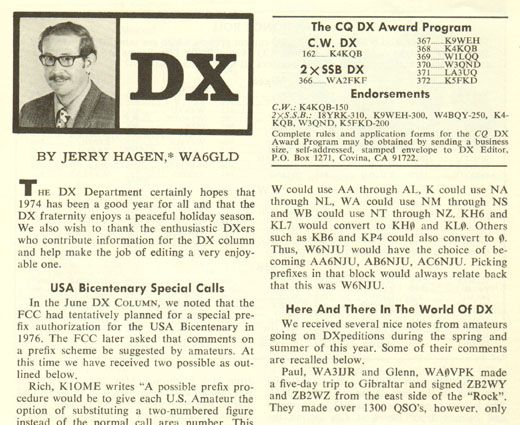 DX
BY JERRY HAGEN,* WA6GLD
THE DX Department certainly hopes that
1974 has been a good year for all and that the
DX fraternity enjoys a peaceful holiday season.
We also wish to thank the enthusiastic DXers
who contribute information for the DX column
and help make the job of editing a very enjoy-
able one.
USA Bicentenary Special Calls
In the June DX COLUMN, we noted that the
FCC had tentatively planned for a special pre-
fix authorization for the USA Bicentenary in
1976. The FCC later asked that comments on
a prefix scheme be suggested by amateurs. At
this time we have received two possible as out-
lined below.
Rich, K1OME writes "A possible prefix pro-
cedure would be to give each U.S. Amateur the
option of substituting a two-numbered figure
instead of the normal call area number. This
The CQ DX Award Program
C.W. DX
162......K4KQB
2×SSB DX
366......WA2FKF
367......K9WEH
368......K4KQB
369......W1LQQ
370......W3QND
371......LA3UQ
372......K5FKD
Endorsements
C.W.: K4KQB-150
2×S.S.B.: I8YRK-310, K9WEH-300, W4BQY-250, K4-
KQB, W3QND, K5FKD-200
Complete rules and application forms for the CQ DX
Award Program may be obtained by sending a business
size, self-addressed, stamped envelope to DX Editor,
P.O. Box 1271, Covina, CA 91722.
W could use AA through AL, K could use NA
through NL, WA could use NM through NS
and WB could use NT through NZ. KH6 and
KL7 would convert to KHØ and KLØ. Others
such as KB6 and KP4 could also convert to Ø.
Thus, W6NJU would have the choice of be-
coming AA6NJU, AB6NJU, AC6NJU. Picking
prefixes in that block would always relate back
that this was W6NJU.
Here And There In The World Of DX
We received several nice notes from amateurs
going on DXpeditions during the spring and
summer of this year. Some of their comments
are recalled below.
Paul, WA3IJR and Glenn, WAØVPK made
a five-day trip to Gibraltar and signed ZB2WY
and ZB2WZ from the east side of the "Rock".
They made over 1300 QSO's, however, only